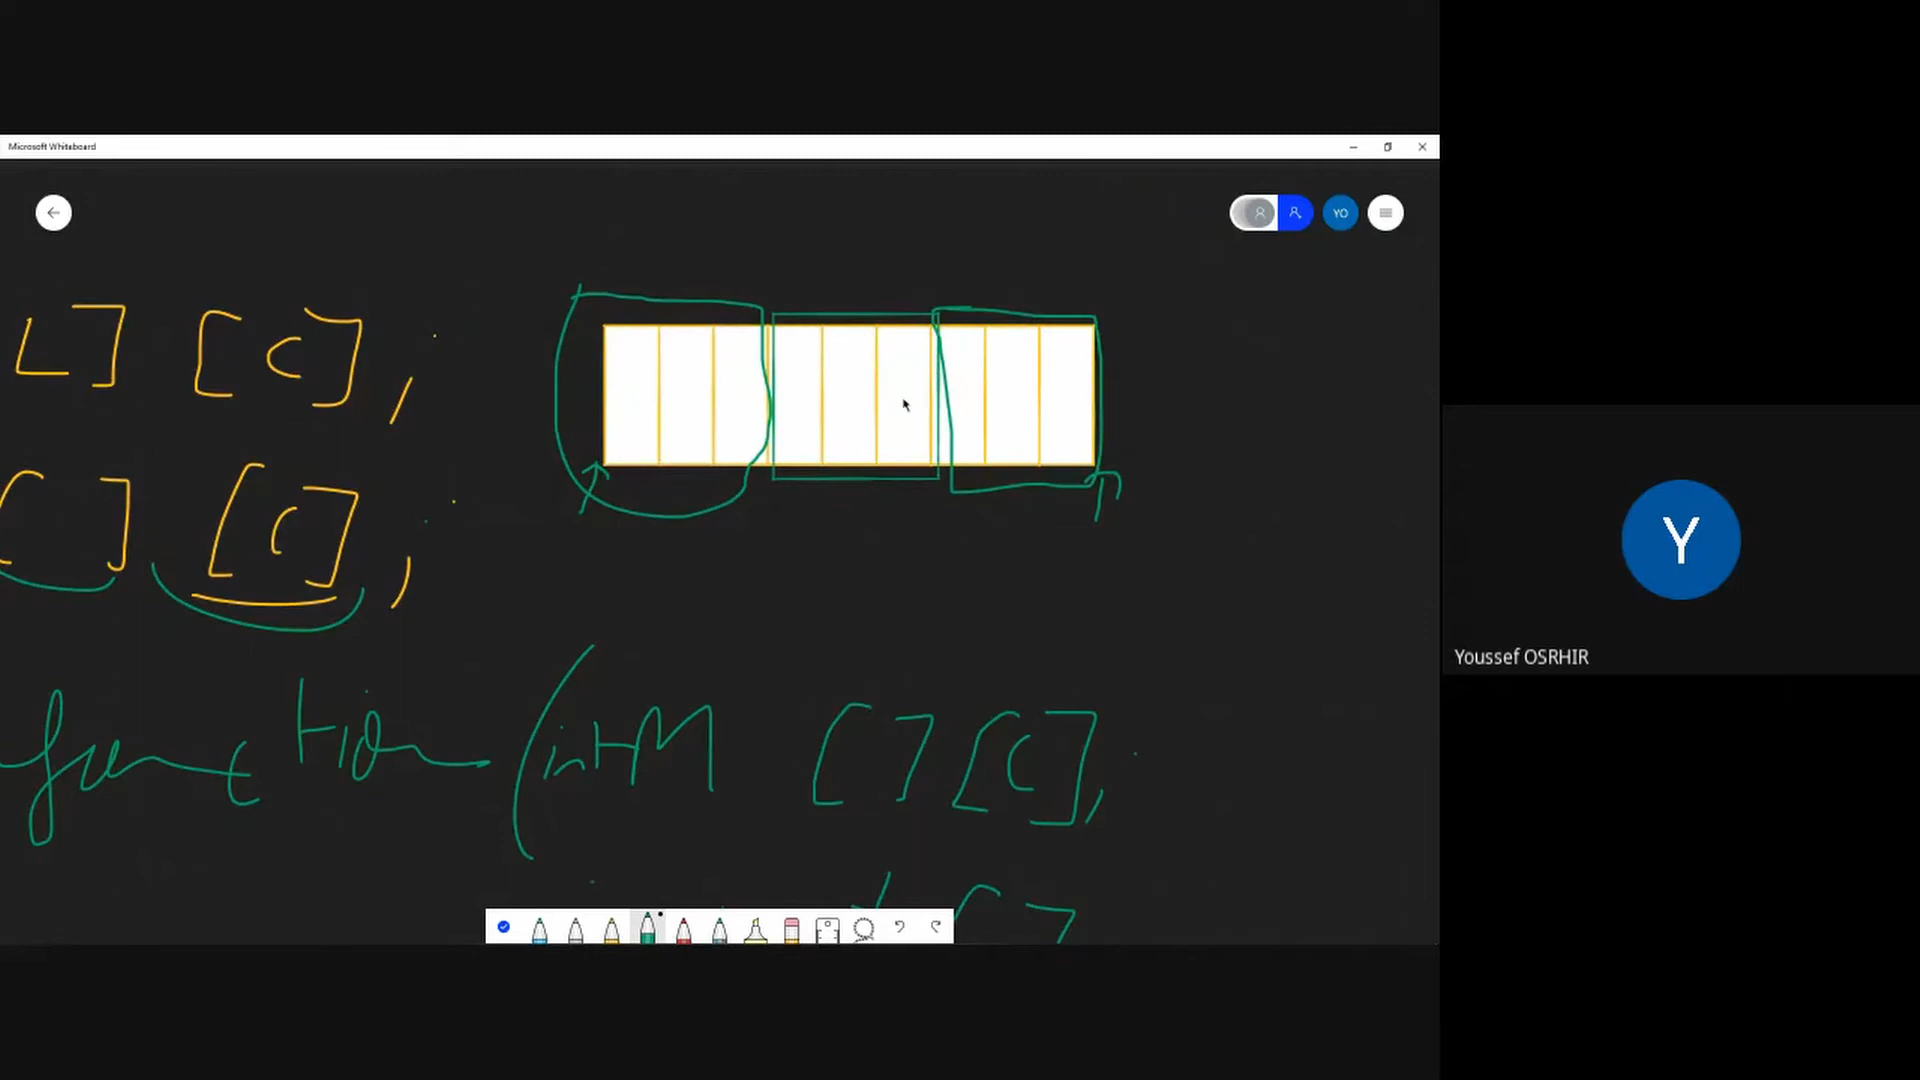 Microsoft Whiteboard
YO
[L] [C];
[ ] [C];
function (int M [ ] [C],
[ ]
Y
Youssef OSRHIR